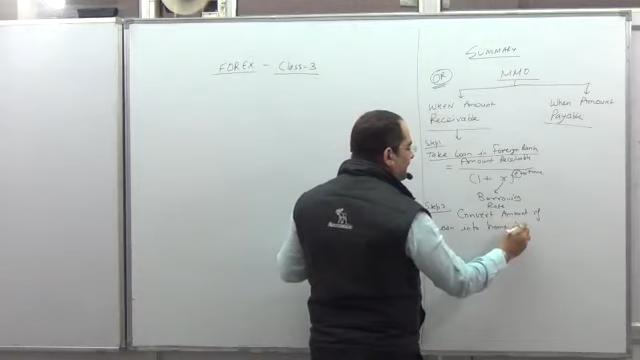 FOREX - Class-3
SUMMARY
OR
MMO
WHEN Amount
Receivable
When Amount
Payable
Step1
Take Loan in Foreign Bank
= Amount Receivable
(1 + r)
Borrowing
Rate
Step2
Convert Amount of
Loan into home